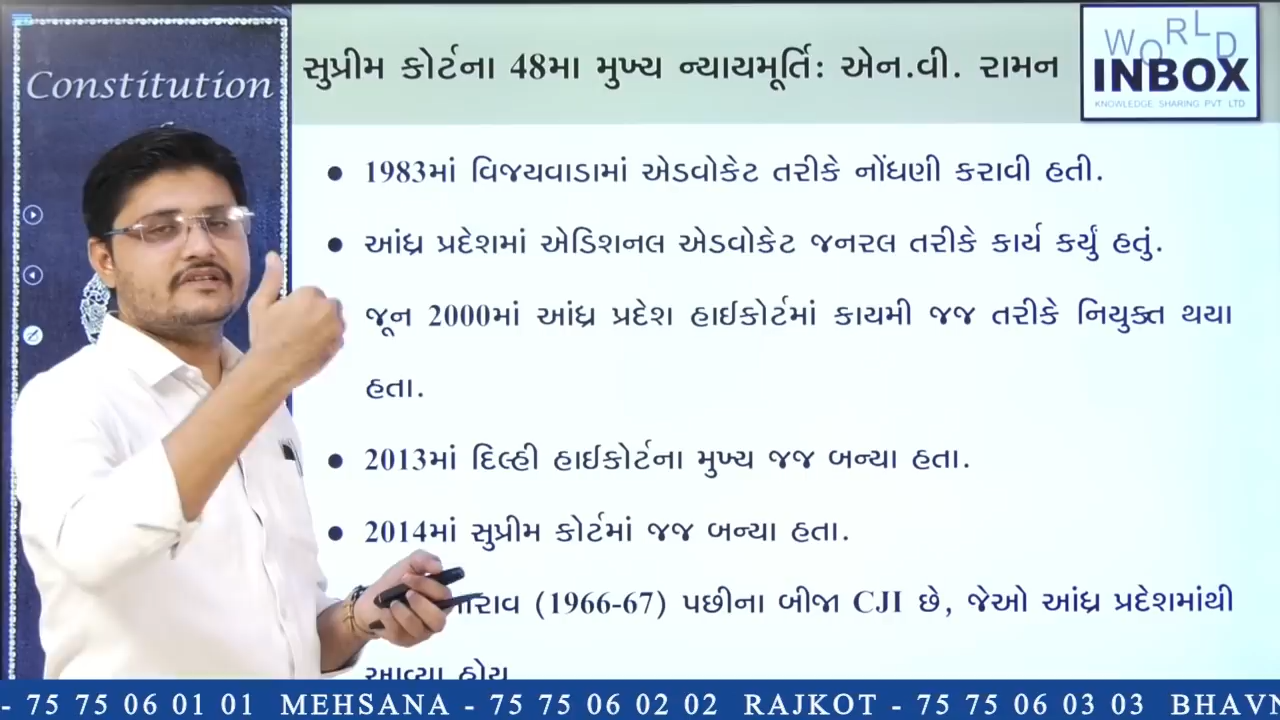 Constitution
સુપ્રીમ કોર્ટના 48મા મુખ્ય ન્યાયમૂર્તિઃ એન.વી. રામન
WORLD
INBOX
KNOWLEDGE SHARING PVT LTD
• 1983માં વિજયવાડામાં એડવોકેટ તરીકે નોંધણી કરાવી હતી.
• આંધ્ર પ્રદેશમાં એડિશનલ એડવોકેટ જનરલ તરીકે કાર્ય કર્યું હતું.
જૂન 2000માં આંધ્ર પ્રદેશ હાઈકોર્ટમાં કાયમી જજ તરીકે નિયુક્ત થયા
હતા.
• 2013માં દિલ્હી હાઈકોર્ટના મુખ્ય જજ બન્યા હતા.
• 2014માં સુપ્રીમ કોર્ટમાં જજ બન્યા હતા.
(1966-67) પછીના બીજા CJI છે, જેઓ આંધ્ર પ્રદેશમાંથી
આવ્યા હોય
- 75 75 06 01 01 MEHSANA - 75 75 06 02 02 RAJKOT - 75 75 06 03 03 BHAVN